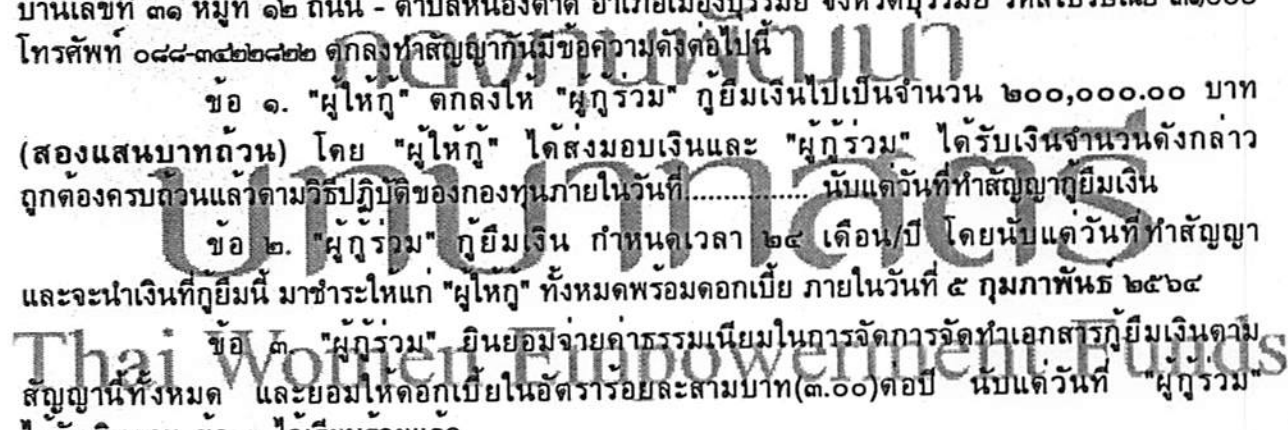 บ้านเลขที่ ๓๑ หมู่ที่ ๑๒ ถนน - ตำบลหนองตาด อำเภอเมืองบุรีรัมย์ จังหวัดบุรีรัมย์ รหัสไปรษณีย์ ๓๑๐๐๐
โทรศัพท์ ๐๘๘-๓๔๒๒๘๒๒ ตกลงทำสัญญากันมีข้อความดังต่อไปนี้
กองทุนพัฒนา
ข้อ ๑. "ผู้ให้กู้" ตกลงให้ "ผู้กู้ร่วม" กู้ยืมเงินไปเป็นจำนวน ๒๐๐,๐๐๐.๐๐ บาท
(สองแสนบาทถ้วน) โดย "ผู้ให้กู้" ได้ส่งมอบเงินและ "ผู้กู้ร่วม" ได้รับเงินจำนวนดังกล่าว
ถูกต้องครบถ้วนแล้วตามวิธีปฏิบัติของกองทุนภายในวันที่................ นับแต่วันที่ทำสัญญากู้ยืมเงิน
บทบาทสตรี
ข้อ ๒. "ผู้กู้ร่วม" กู้ยืมเงิน กำหนดเวลา ๒๔ เดือน/ปี โดยนับแต่วันที่ทำสัญญา
และจะนำเงินที่กู้ยืมนี้ มาชำระให้แก่ "ผู้ให้กู้" ทั้งหมดพร้อมดอกเบี้ย ภายในวันที่ ๕ กุมภาพันธ์ ๒๕๖๔
Thai Women Empowerment Funds
ข้อ ๓. "ผู้กู้ร่วม" ยินยอมจ่ายค่าธรรมเนียมในการจัดการจัดทำเอกสารกู้ยืมเงินตาม
สัญญานี้ทั้งหมด และยอมให้ดอกเบี้ยในอัตราร้อยละสามบาท(๓.๐๐)ต่อปี นับแต่วันที่ "ผู้กู้ร่วม"